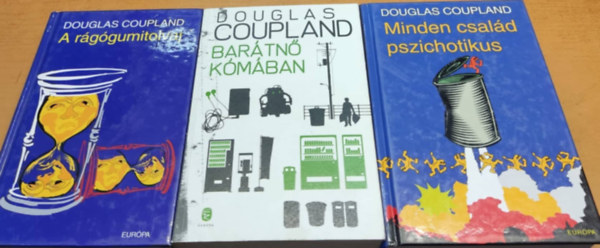 DOUGLAS COUPLAND
A rágógumitolvaj
EURÓPA
DOUGLAS
COUPLAND
BARÁTNŐ
KÓMÁBAN
DOUGLAS COUPLAND
Minden család
pszichotikus
EURÓPA